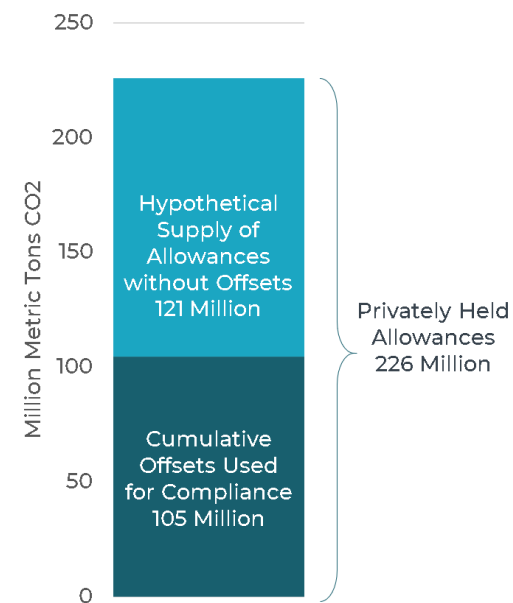 250
200
150
100
50
0
Million Metric Tons CO2
Hypothetical
Supply of
Allowances
without Offsets
121 Million
Cumulative
Offsets Used
for Compliance
105 Million
Privately Held
Allowances
226 Million